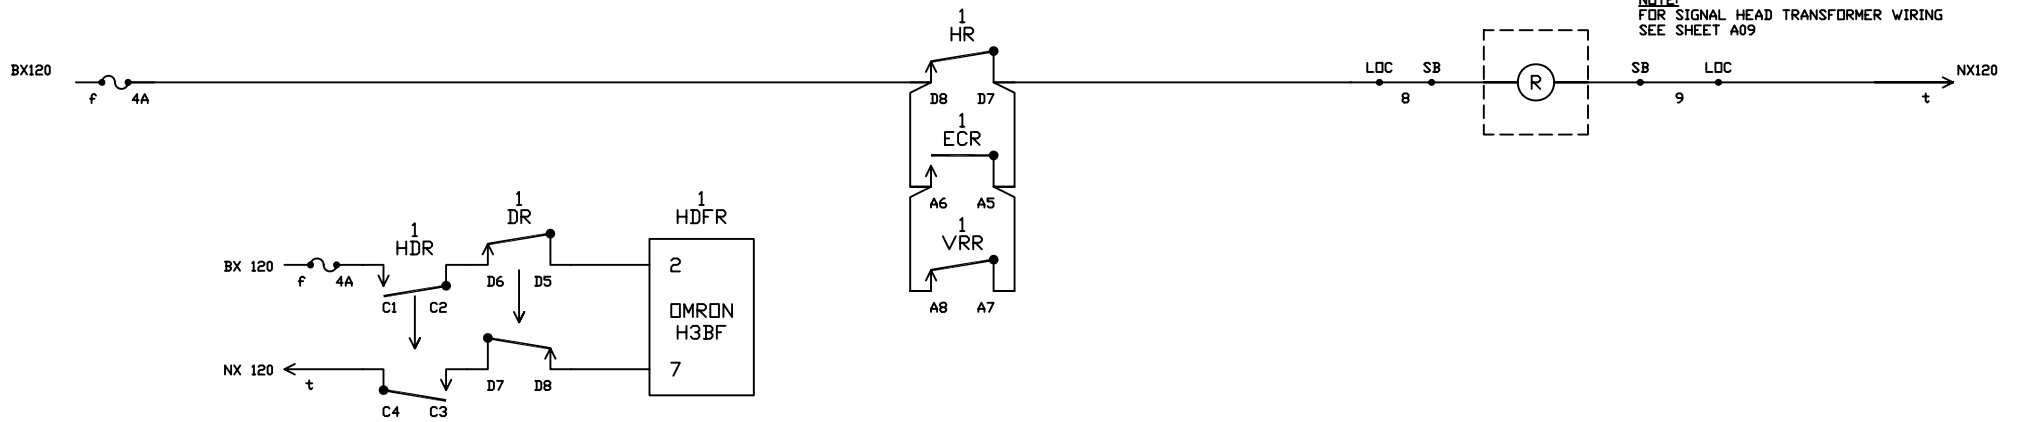 NOTE:
FOR SIGNAL HEAD TRANSFORMER WIRING
SEE SHEET A09
1
HR
BX120
f
4A
D8
D7
LOC
SB
8
R
SB
LOC
9
NX120
t
1
ECR
A6
A5
1
VRR
A8
A7
1
HDR
1
DR
1
HDFR
BX 120
f
4A
C1
C2
D6
D5
2
OMRON
H3BF
7
NX 120
t
C4
C3
D7
D8